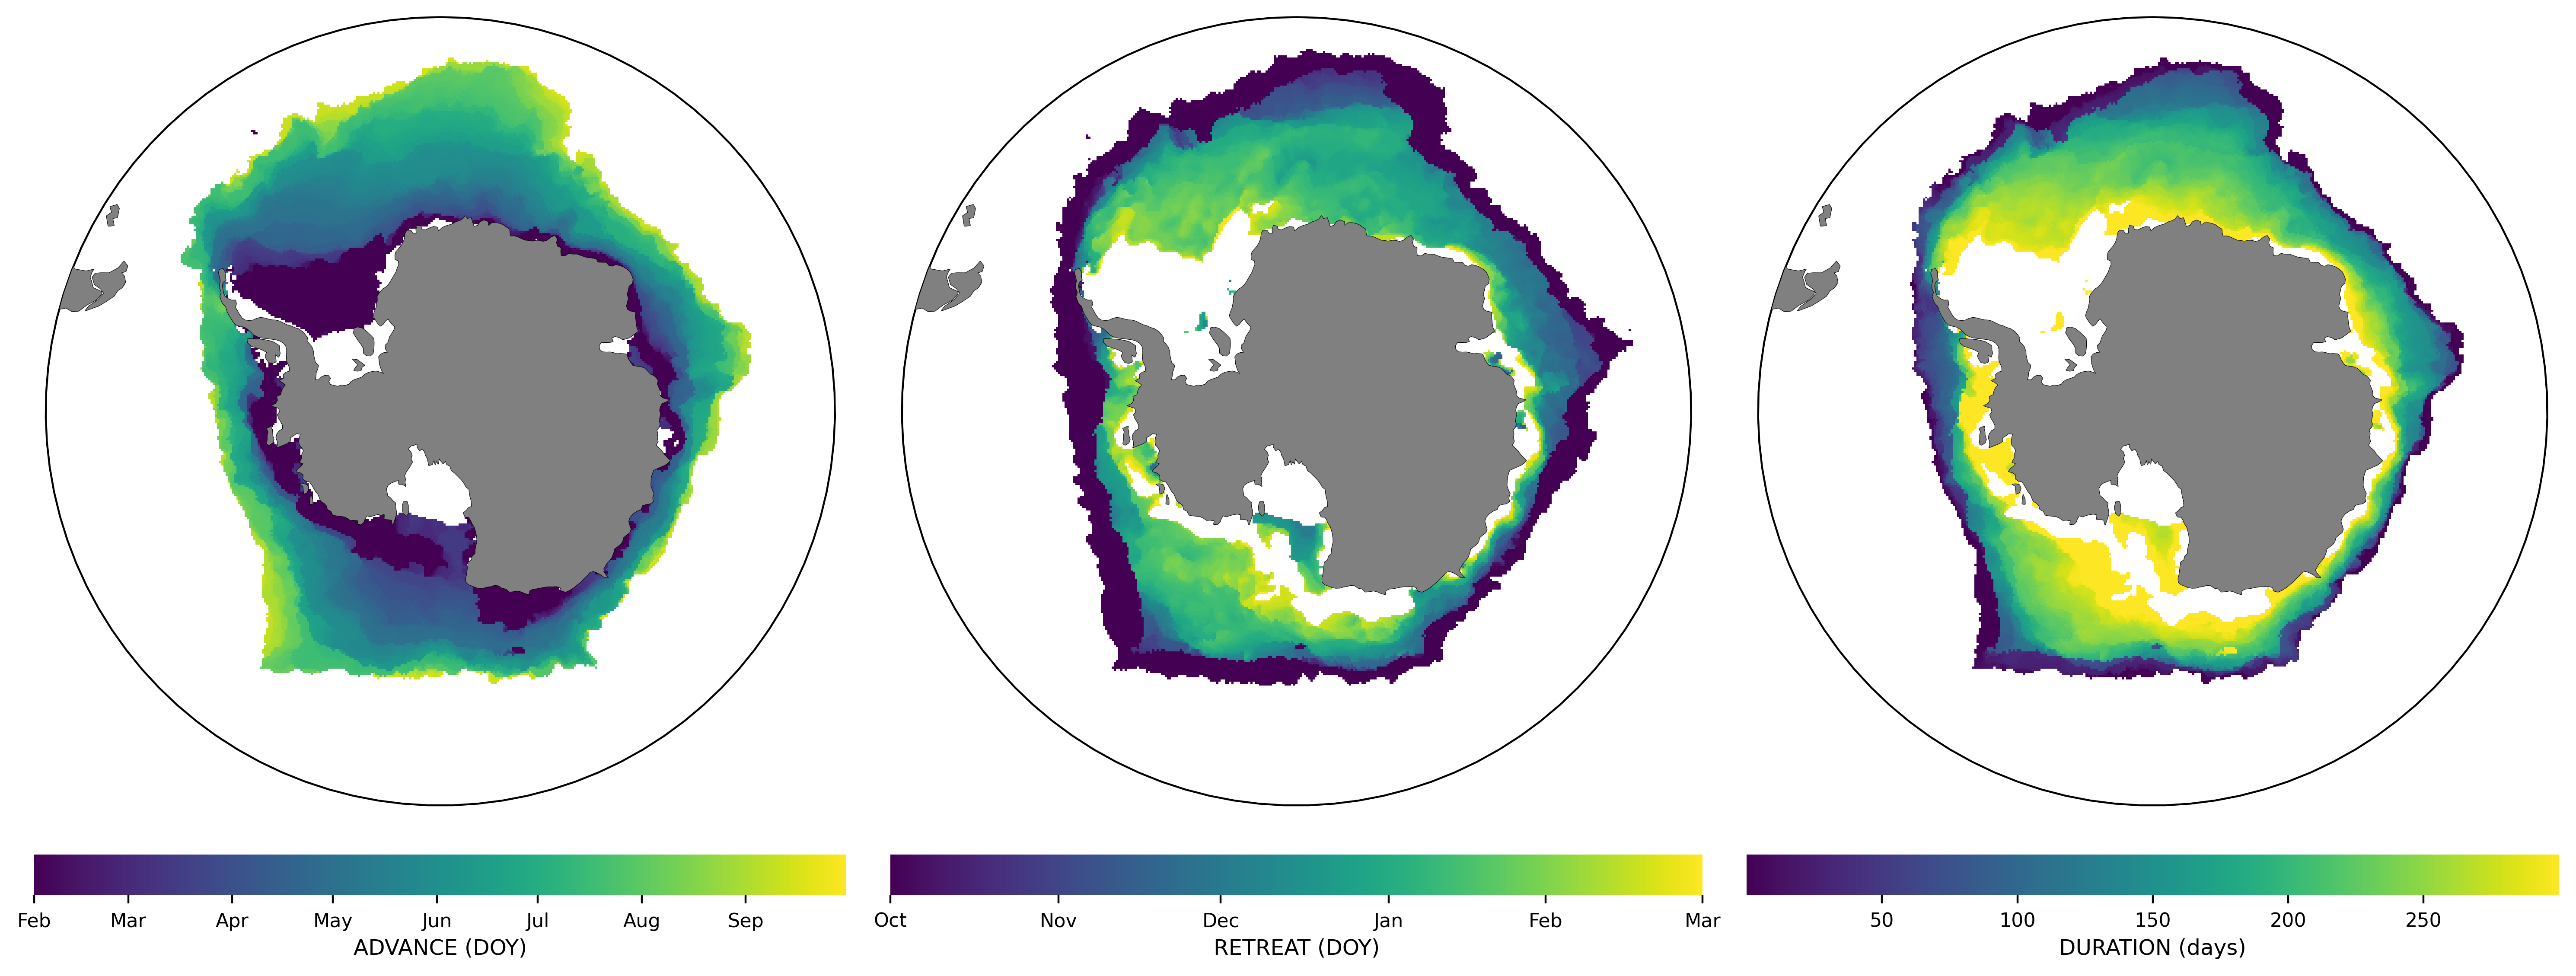 Feb Mar Apr May Jun Jul Aug Sep
ADVANCE (DOY)
Oct Nov Dec Jan Feb Mar
RETREAT (DOY)
50 100 150 200 250
DURATION (days)